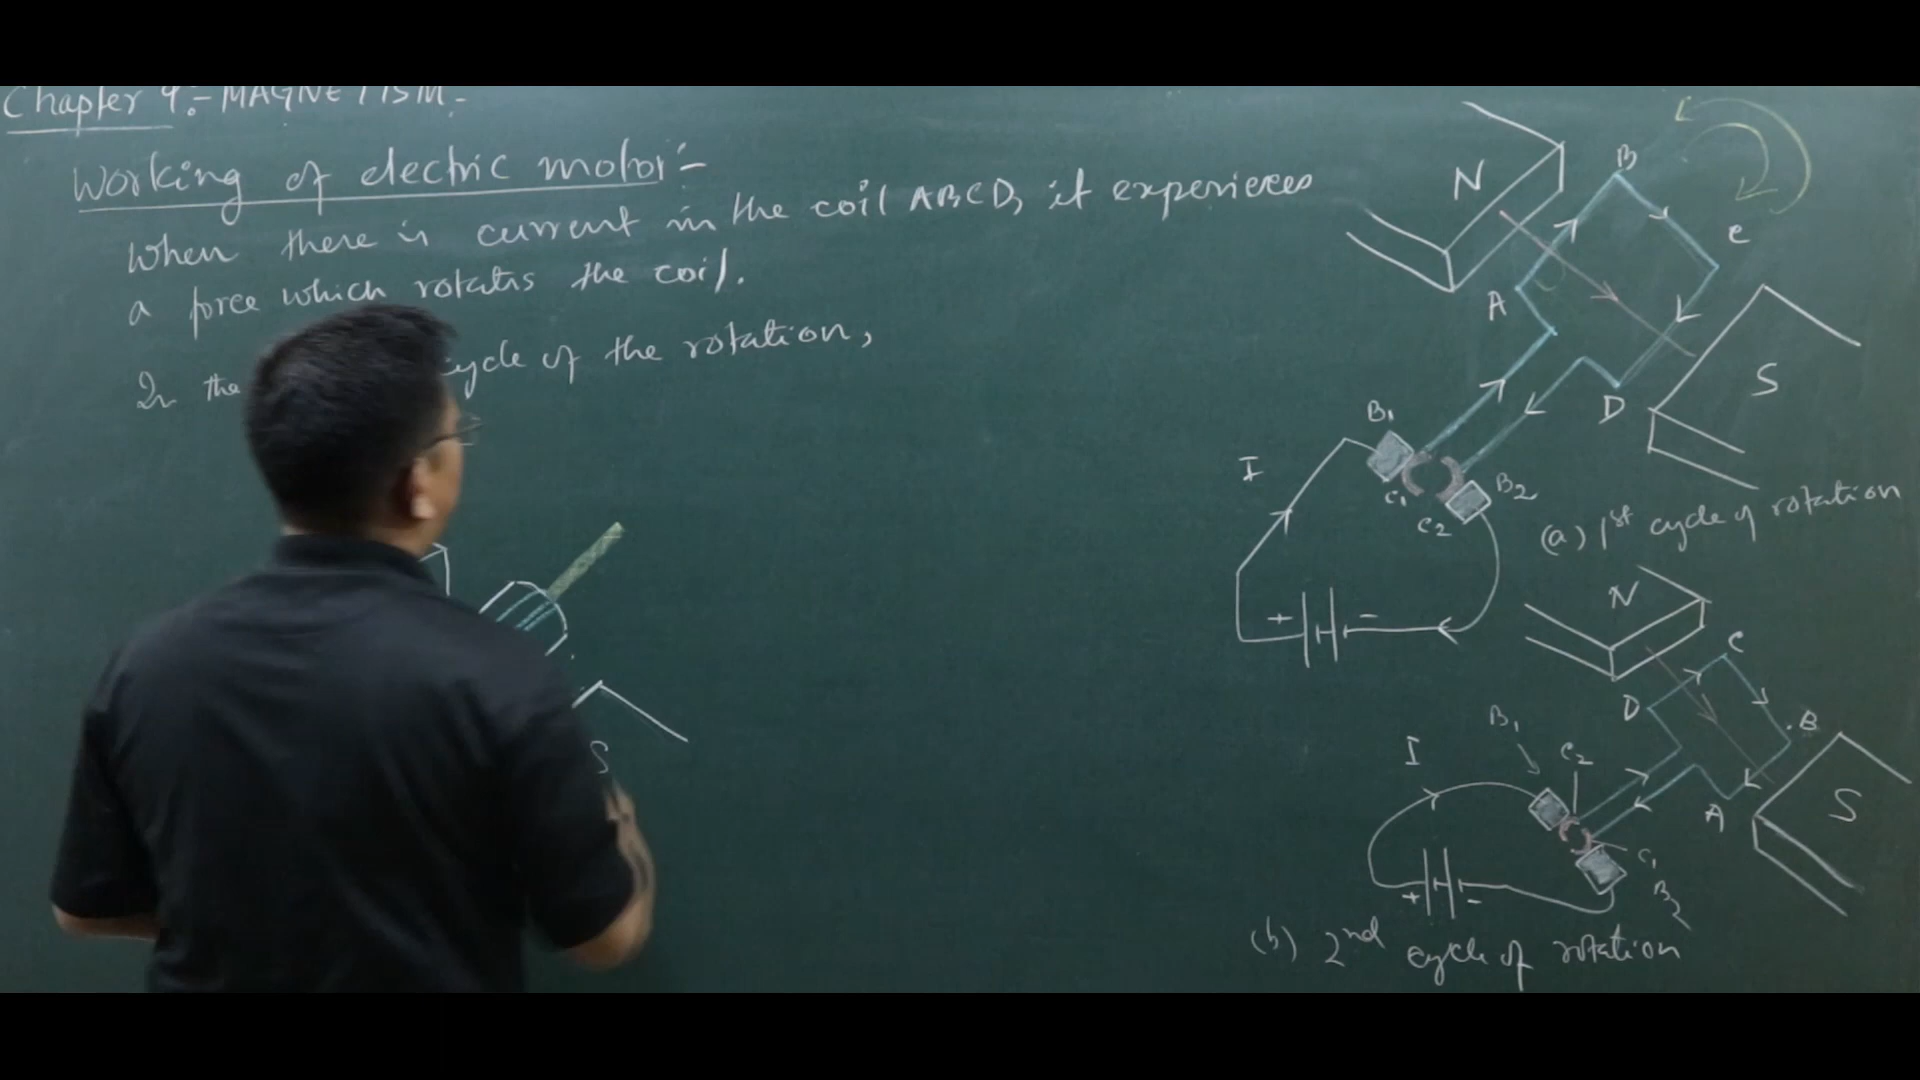 Chapter 9:- MAGNETISM -
Working of electric motor:-
When there is current in the coil ABCD, it experieces
a force which rotates the coil.
In the cycle of the rotation,
S
N
B
C
A
D
S
B1
C1
C2
B2
I
+ -
(a) 1st cycle of rotation
N
C
D
B
A
S
B1
C2
I
C1
B2
+ -
(b) 2nd cycle of rotation